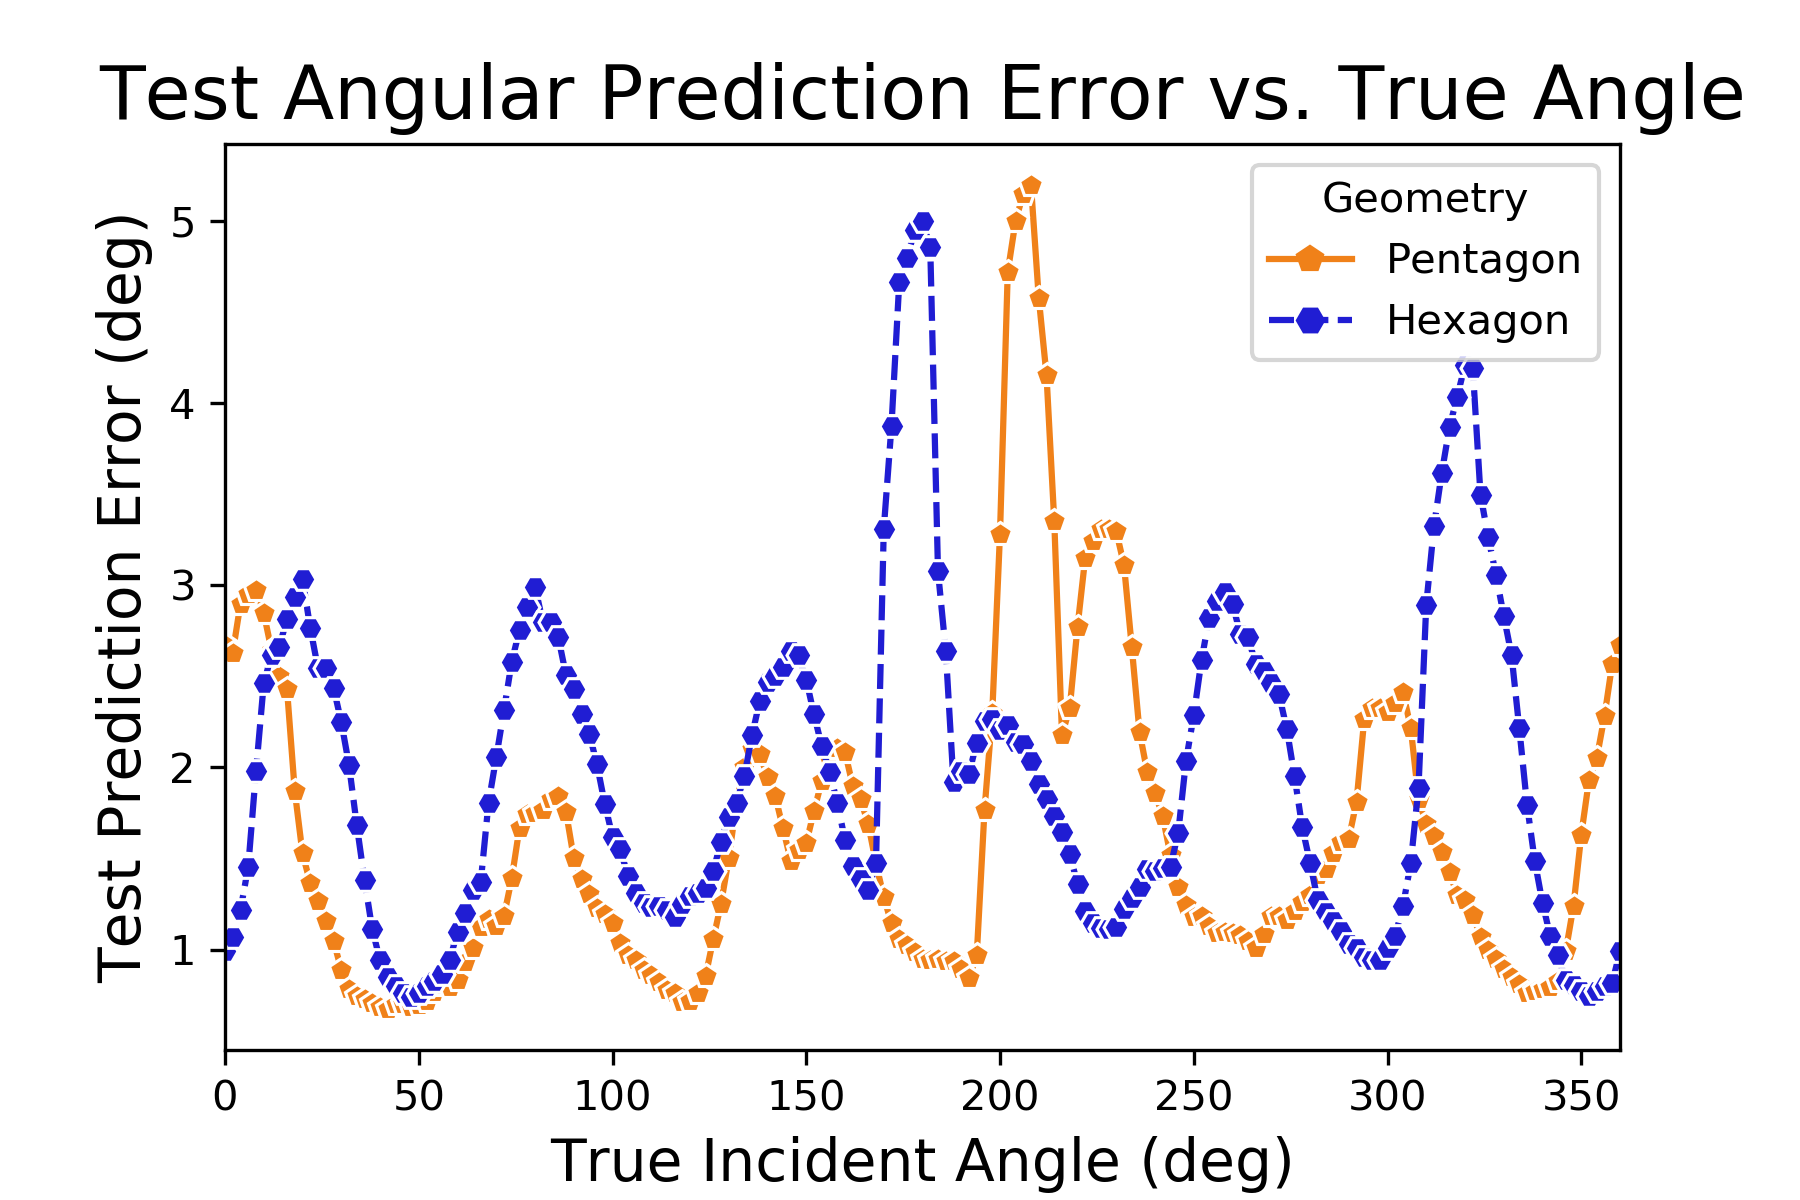 Test Angular Prediction Error vs. True Angle
Test Prediction Error (deg)
5
4
3
2
1
Geometry
Pentagon
Hexagon
0 50 100 150 200 250 300 350
True Incident Angle (deg)